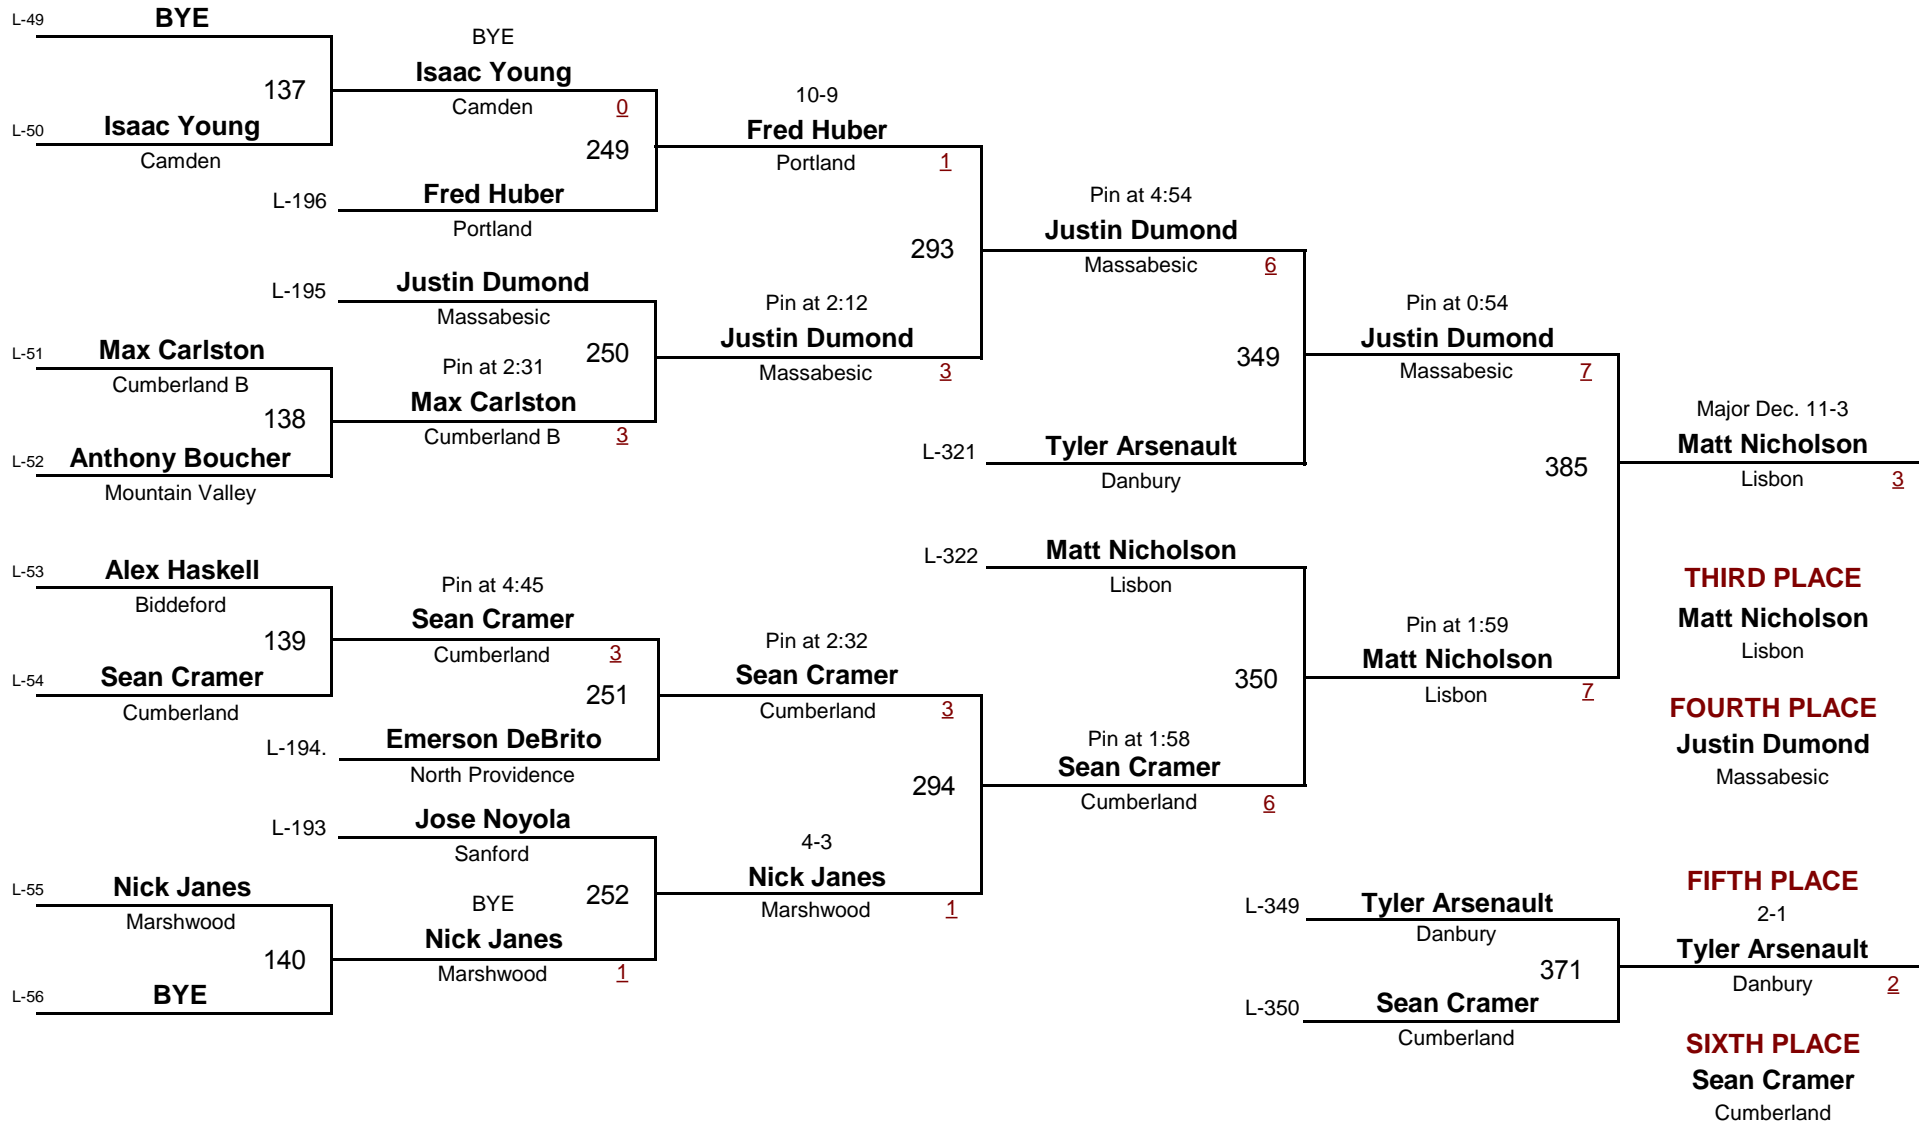 L-49 BYE
BYE
137
Isaac Young
Camden 0
L-50 Isaac Young
Camden
249
10-9
Fred Huber
Portland 1
L-196 Fred Huber
Portland
293
Pin at 4:54
Justin Dumond
Massabesic 6
L-195 Justin Dumond
Massabesic
250
Pin at 2:12
Justin Dumond
Massabesic 3
L-51 Max Carlston
Cumberland B
138
Pin at 2:31
Max Carlston
Cumberland B 3
L-52 Anthony Boucher
Mountain Valley
349
Pin at 0:54
Justin Dumond
Massabesic 7
L-321 Tyler Arsenault
Danbury
385
Major Dec. 11-3
Matt Nicholson
Lisbon 3
L-53 Alex Haskell
Biddeford
139
Pin at 4:45
Sean Cramer
Cumberland 3
L-54 Sean Cramer
Cumberland
251
Pin at 2:32
Sean Cramer
Cumberland 3
L-194. Emerson DeBrito
North Providence
L-322 Matt Nicholson
Lisbon
350
Pin at 1:59
Matt Nicholson
Lisbon 7
294
Pin at 1:58
Sean Cramer
Cumberland 6
L-193 Jose Noyola
Sanford
252
4-3
Nick Janes
Marshwood 1
L-55 Nick Janes
Marshwood
140
BYE
Nick Janes
Marshwood 1
L-56 BYE
THIRD PLACE
Matt Nicholson
Lisbon
FOURTH PLACE
Justin Dumond
Massabesic
L-349 Tyler Arsenault
Danbury
371
L-350 Sean Cramer
Cumberland
FIFTH PLACE
2-1
Tyler Arsenault
Danbury 2
SIXTH PLACE
Sean Cramer
Cumberland